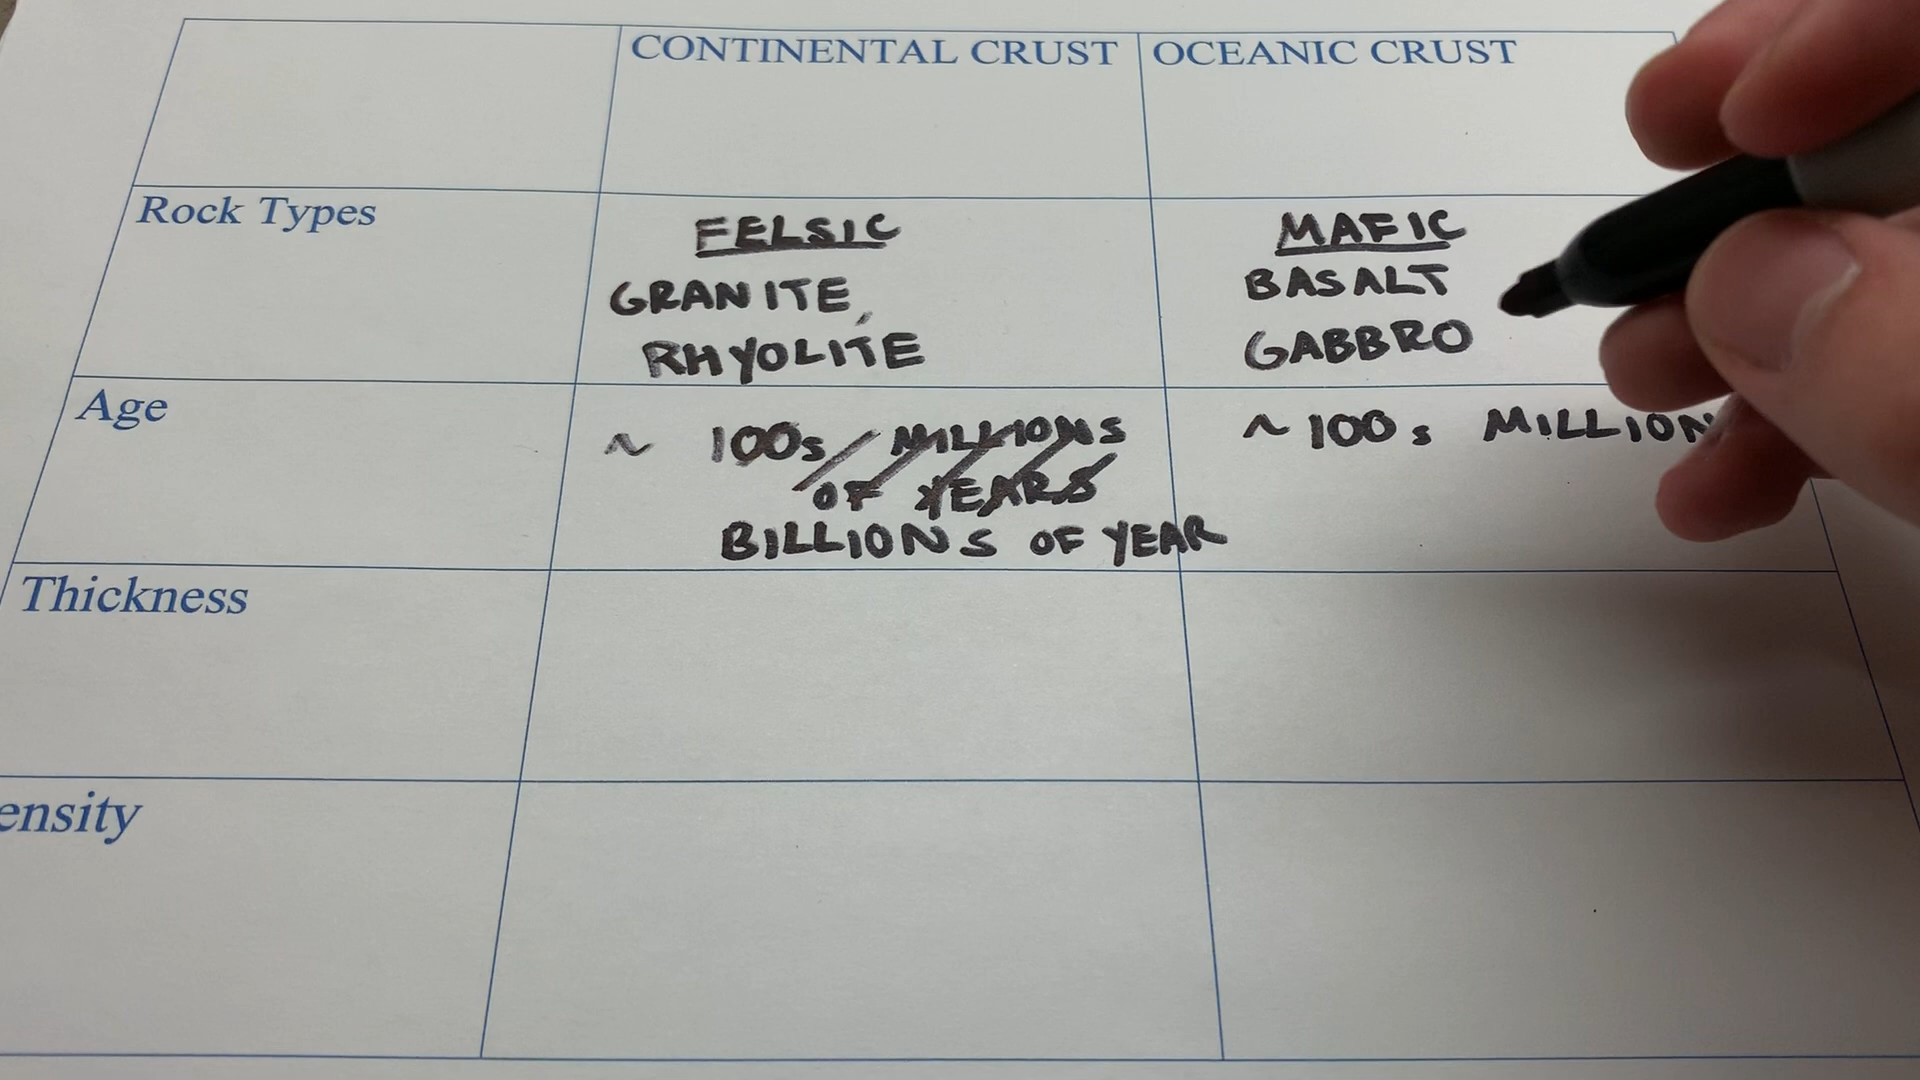 CONTINENTAL CRUST
OCEANIC CRUST
Rock Types
FELSIC
GRANITE,
RHYOLITE
MAFIC
BASALT
GABBRO
Age
~ 100s MILLIONS
OF YEARS
BILLIONS OF YEAR
~ 100s MILLION
Thickness
ensity